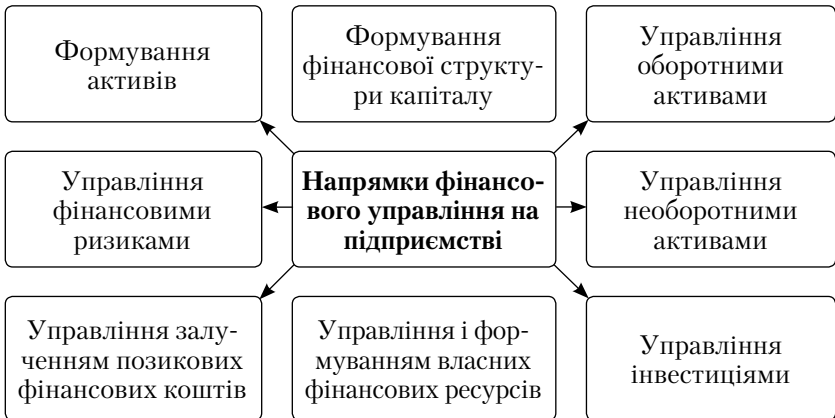 Формування
активів
Формування
фінансової структу-
ри капіталу
Управління
оборотними
активами
Управління
фінансовими
ризиками
Напрямки фінансо-
вого управління на
підприємстві
Управління
необоротними
активами
Управління залу-
ченням позикових
фінансових коштів
Управління і фор-
муванням власних
фінансових ресурсів
Управління
інвестиціями